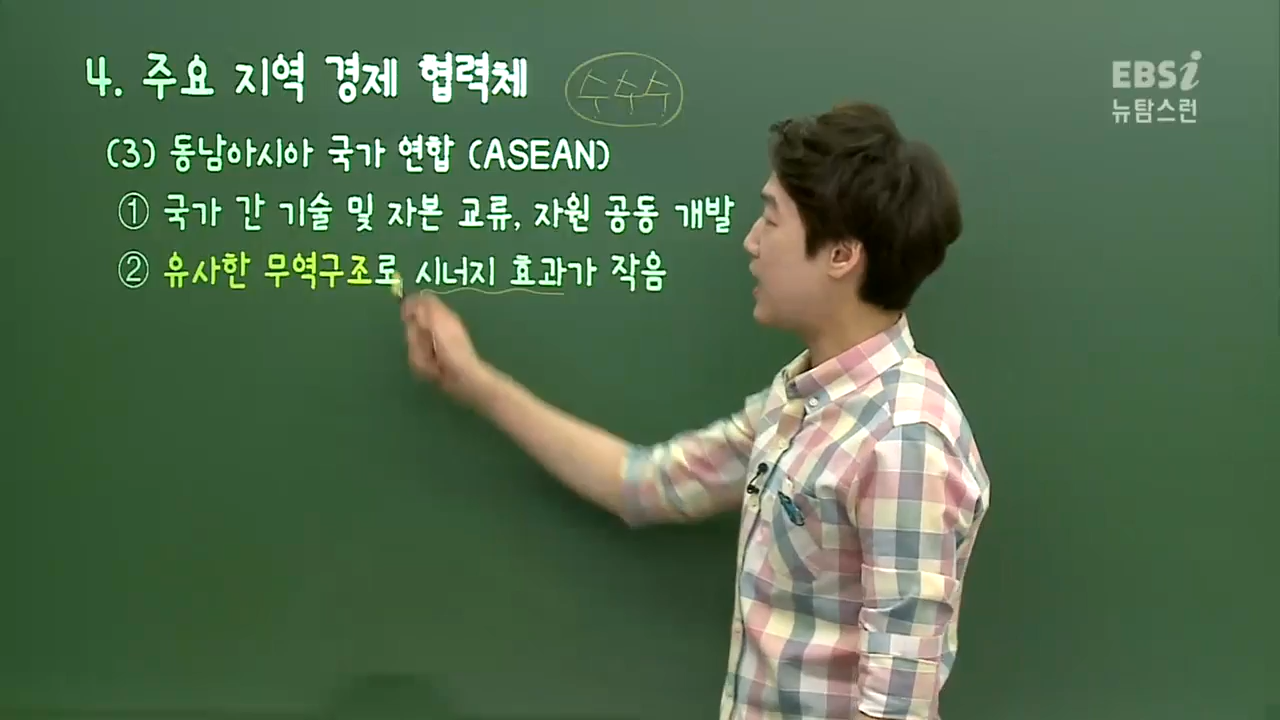 4. 주요 지역 경제 협력체
수수수
EBSi
뉴탐스런
(3) 동남아시아 국가 연합 (ASEAN)
① 국가 간 기술 및 자본 교류, 자원 공동 개발
② 유사한 무역구조로 시너지 효과가 작음